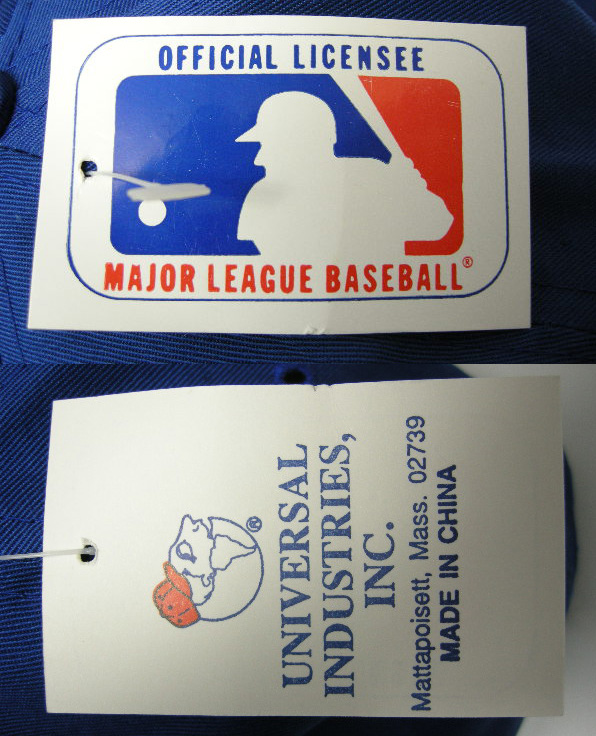 OFFICIAL LICENSEE
MAJOR LEAGUE BASEBALL®
®
UNIVERSAL
INDUSTRIES,
INC.
Mattapoisett, Mass. 02739
MADE IN CHINA